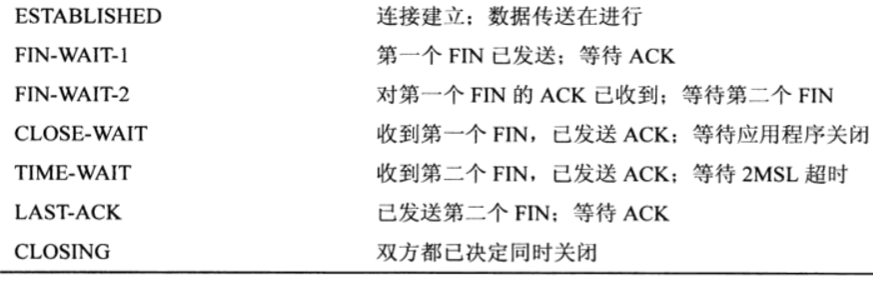 ESTABLISHED 连接建立；数据传送在进行
FIN-WAIT-1 第一个 FIN 已发送；等待 ACK
FIN-WAIT-2 对第一个 FIN 的 ACK 已收到；等待第二个 FIN
CLOSE-WAIT 收到第一个 FIN，已发送 ACK；等待应用程序关闭
TIME-WAIT 收到第二个 FIN，已发送 ACK；等待 2MSL 超时
LAST-ACK 已发送第二个 FIN；等待 ACK
CLOSING 双方都已决定同时关闭